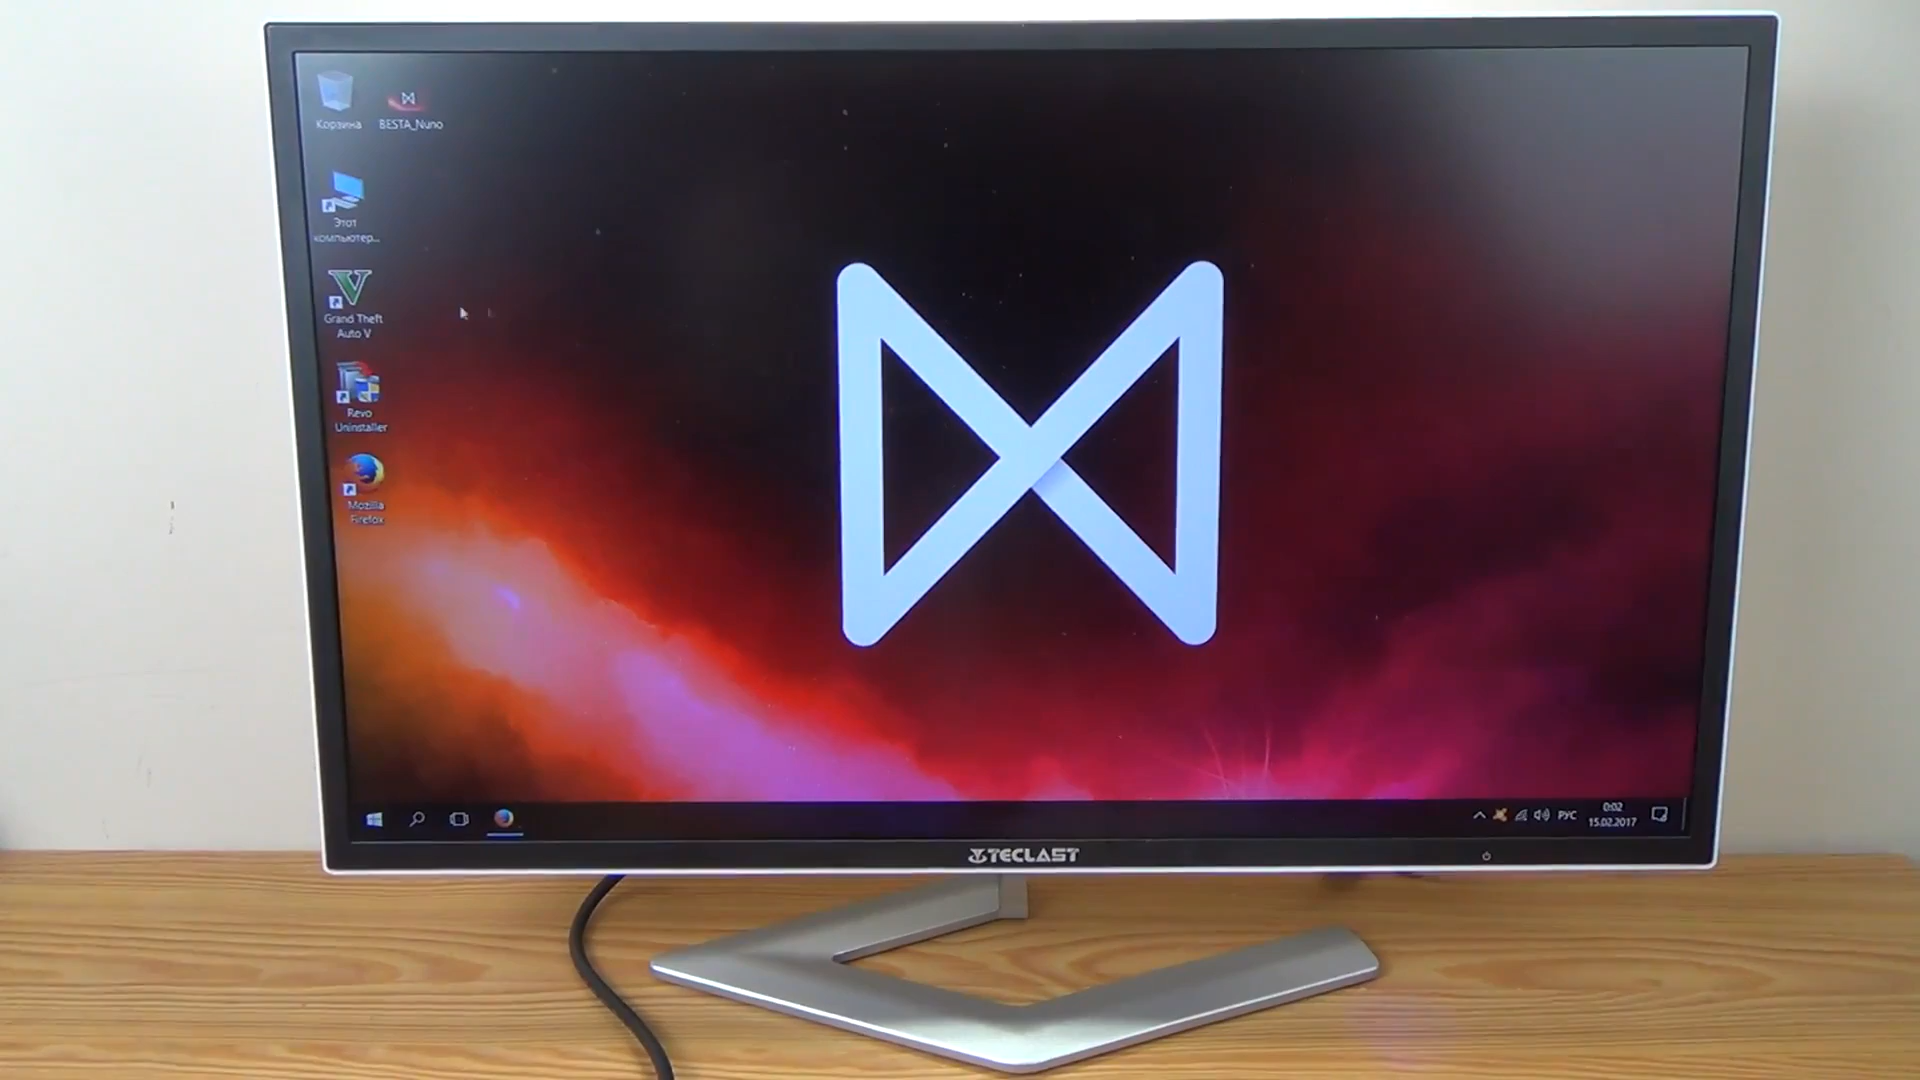 Корзина
BESTA_Nuno
Этот
компьютер...
Grand Theft
Auto V
Revo
Uninstaller
Mozilla
Firefox
РУС
0:02
15.02.2017
TECLAST